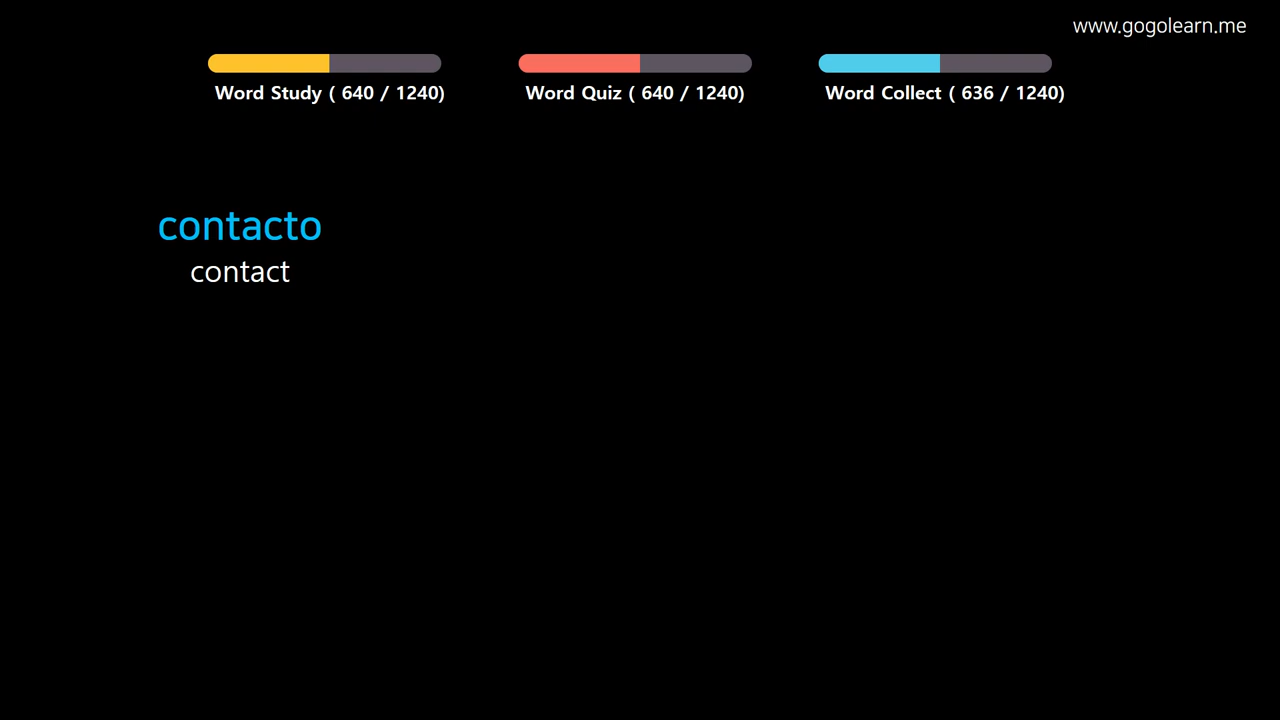 www.gogolearn.me
Word Study ( 640 / 1240)
Word Quiz ( 640 / 1240)
Word Collect ( 636 / 1240)
contacto
contact